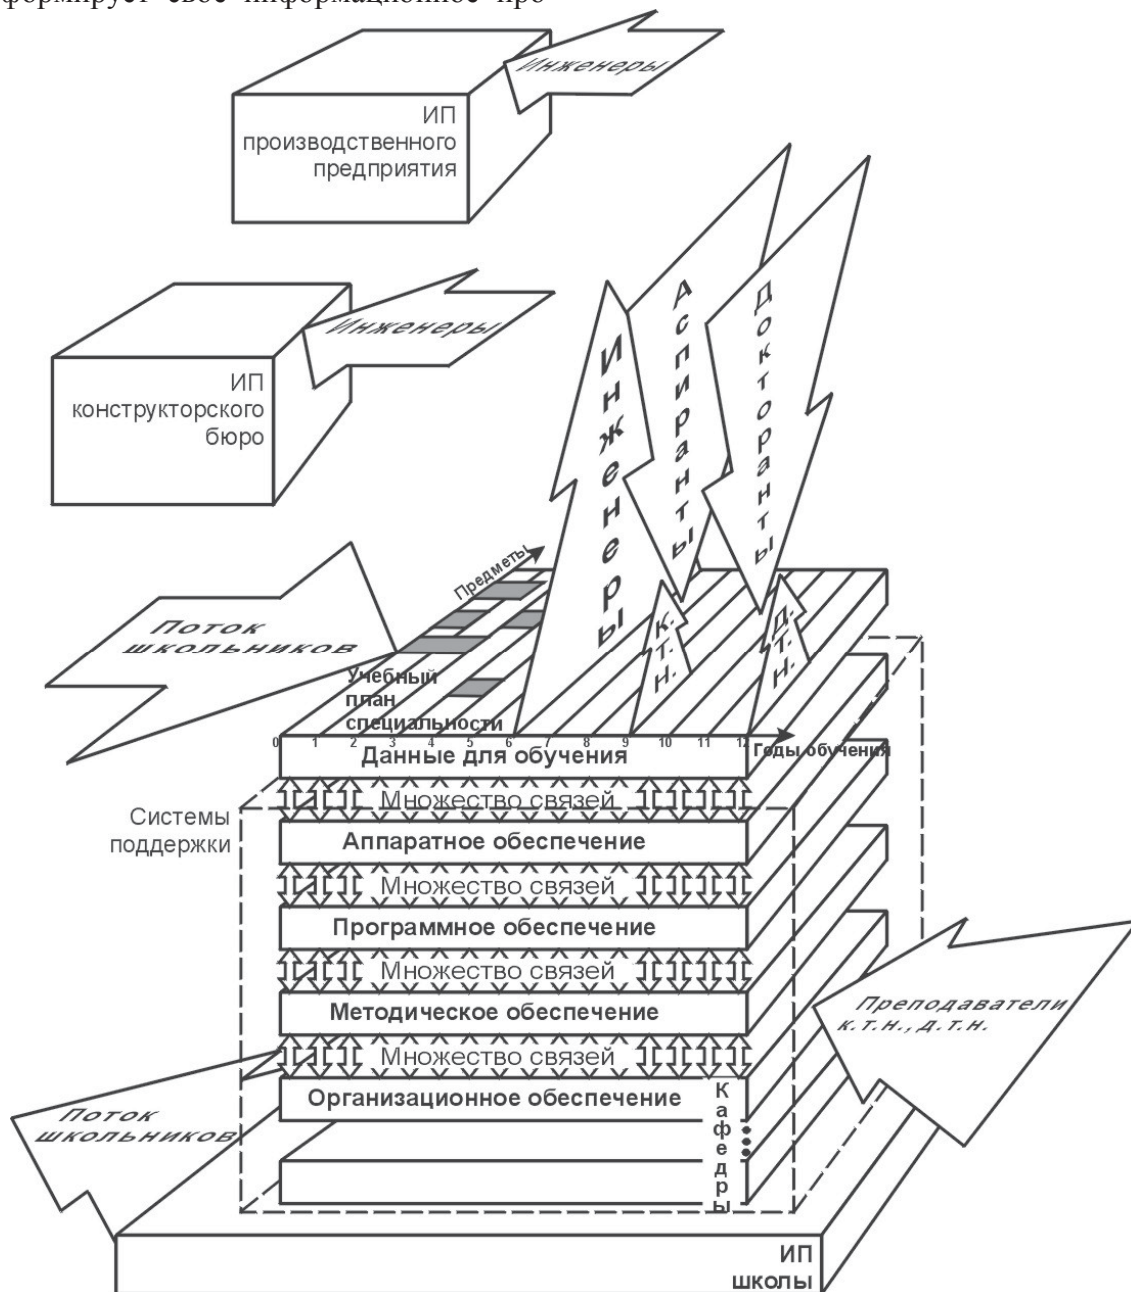 формирует свое информационное про-
Инженеры
ИП
производственного
предприятия
Инженеры
ИП
конструкторского
бюро
Инженеры
Аспиранты
Докторанты
Предметы
Поток
школьников
К.Т.Н.
Д.Т.Н.
Учебный
план
специальности
0 1 2 3 4 5 6 7 8 9 10 11 12
Годы обучения
Данные для обучения
Множество связей
Системы
поддержки
Аппаратное обеспечение
Множество связей
Программное обеспечение
Множество связей
Методическое обеспечение
Преподаватели
к.т.н., д.т.н.
Множество связей
Организационное обеспечение
Кафедры
Поток
школьников
ИП
школы